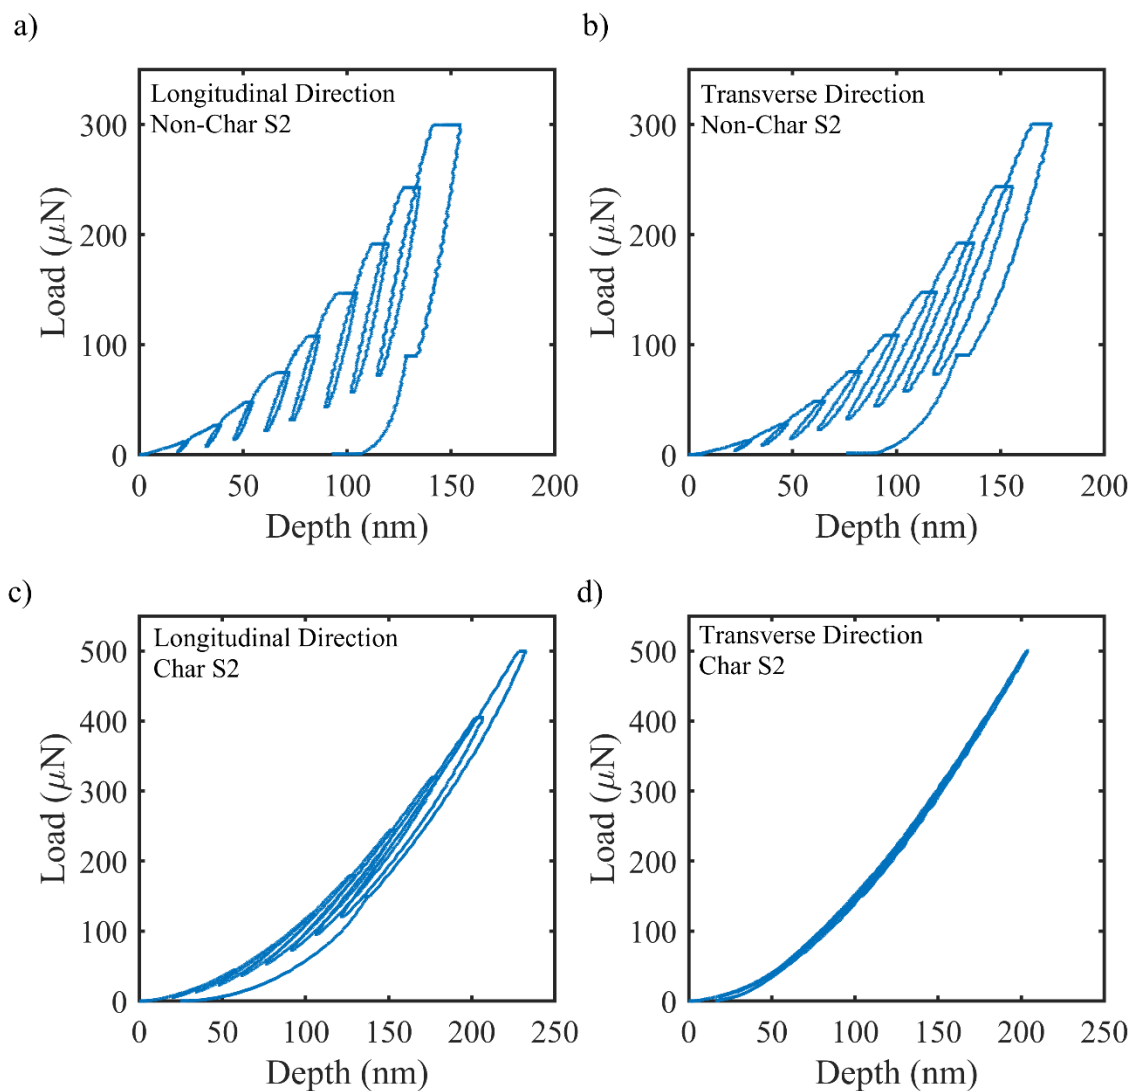 a)
b)
Longitudinal Direction
Non-Char S2
300
200
100
0
Load (μN)
0 50 100 150 200
Depth (nm)
Transverse Direction
Non-Char S2
300
200
100
0
Load (μN)
0 50 100 150 200
Depth (nm)
c)
d)
Longitudinal Direction
Char S2
500
400
300
200
100
0
Load (μN)
0 50 100 150 200 250
Depth (nm)
Transverse Direction
Char S2
500
400
300
200
100
0
Load (μN)
0 50 100 150 200 250
Depth (nm)